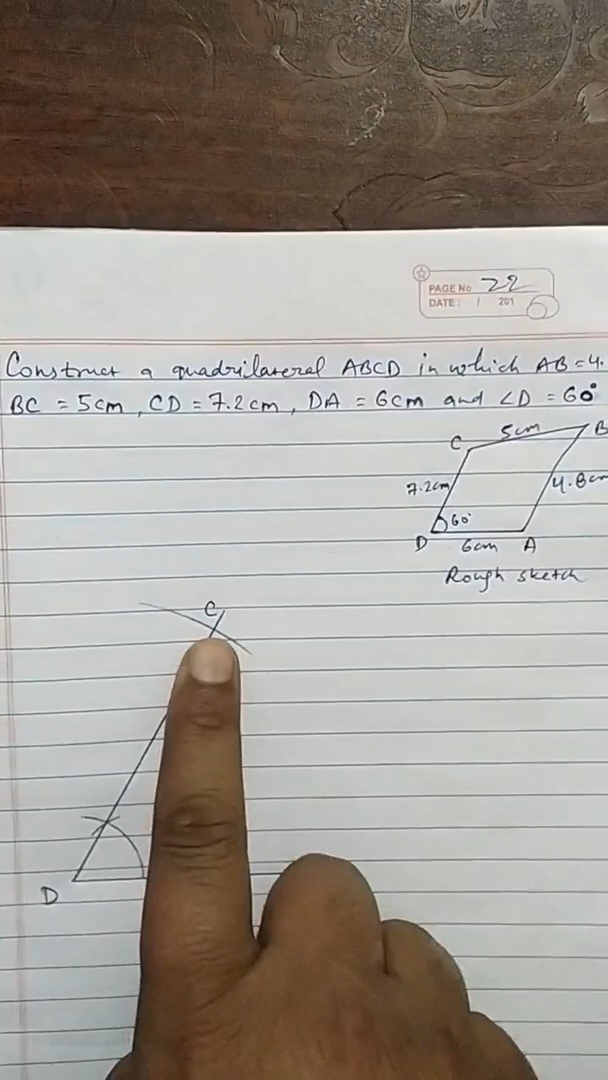 PAGE No 22
DATE: / 201
Construct a quadrilateral ABCD in which AB = 4.
BC = 5cm, CD = 7.2cm, DA = 6cm and ∠D = 60°
C 5cm B
7.2cm 4.8cm
60°
D 6cm A
Rough sketch
C
D